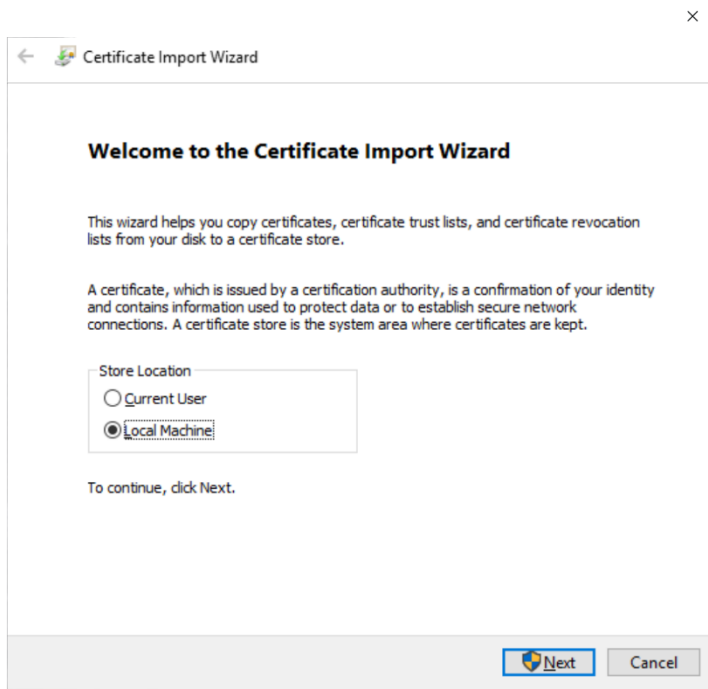 Certificate Import Wizard
Welcome to the Certificate Import Wizard
This wizard helps you copy certificates, certificate trust lists, and certificate revocation
lists from your disk to a certificate store.
A certificate, which is issued by a certification authority, is a confirmation of your identity
and contains information used to protect data or to establish secure network
connections. A certificate store is the system area where certificates are kept.
Store Location
Current User
Local Machine
To continue, click Next.
Next
Cancel